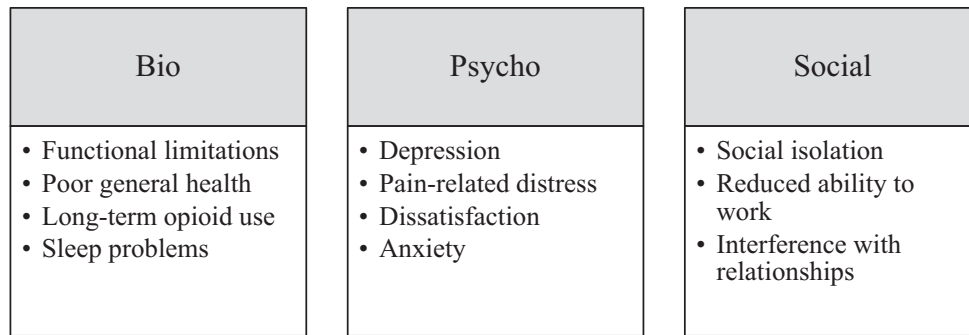 Bio
• Functional limitations
• Poor general health
• Long-term opioid use
• Sleep problems
Psycho
• Depression
• Pain-related distress
• Dissatisfaction
• Anxiety
Social
• Social isolation
• Reduced ability to
work
• Interference with
relationships